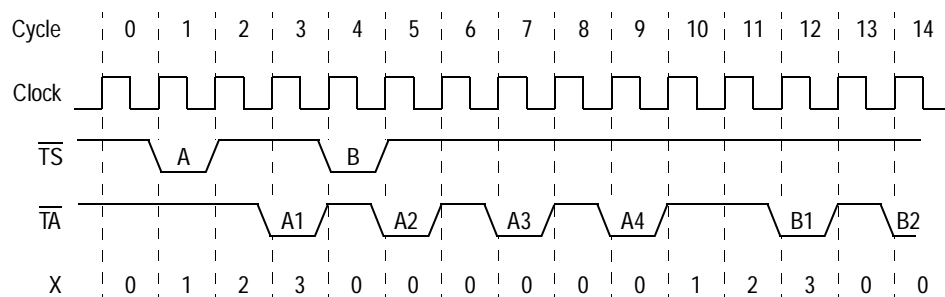 Cycle 0 1 2 3 4 5 6 7 8 9 10 11 12 13 14
Clock
TS A B
TA A1 A2 A3 A4 B1 B2
X 0 1 2 3 0 0 0 0 0 0 1 2 3 0 0